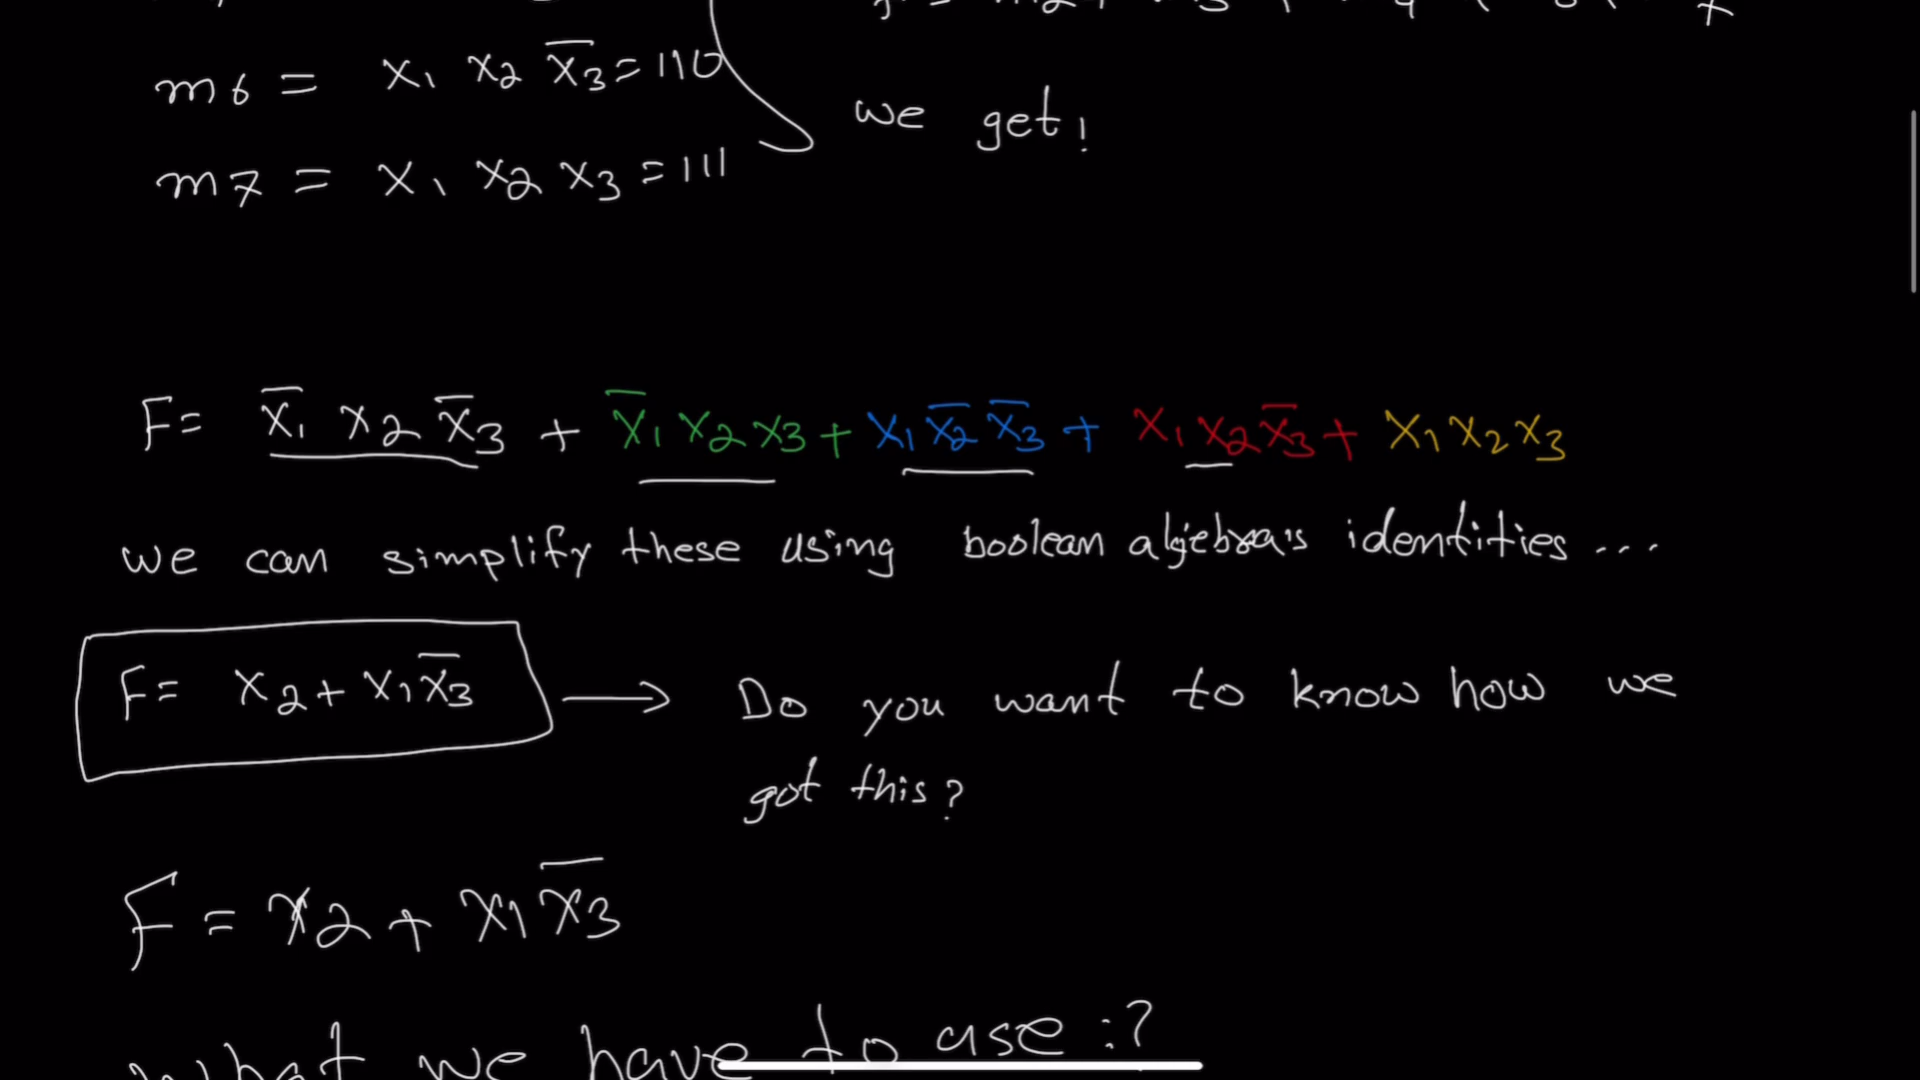 m6 = x₁ x₂ x̅₃ = 110
we get!
m7 = x₁ x₂ x₃ = 111
F = x̅₁ x₂ x̅₃ + x̅₁ x₂ x₃ + x₁ x̅₂ x̅₃ + x₁ x₂ x̅₃ + x₁ x₂ x₃
we can simplify these using boolean algjebra's identities ...
F = x₂ + x₁ x̅₃ → Do you want to know how we
got this?
F = x₂ + x₁ x̅₃
What we have to use :?